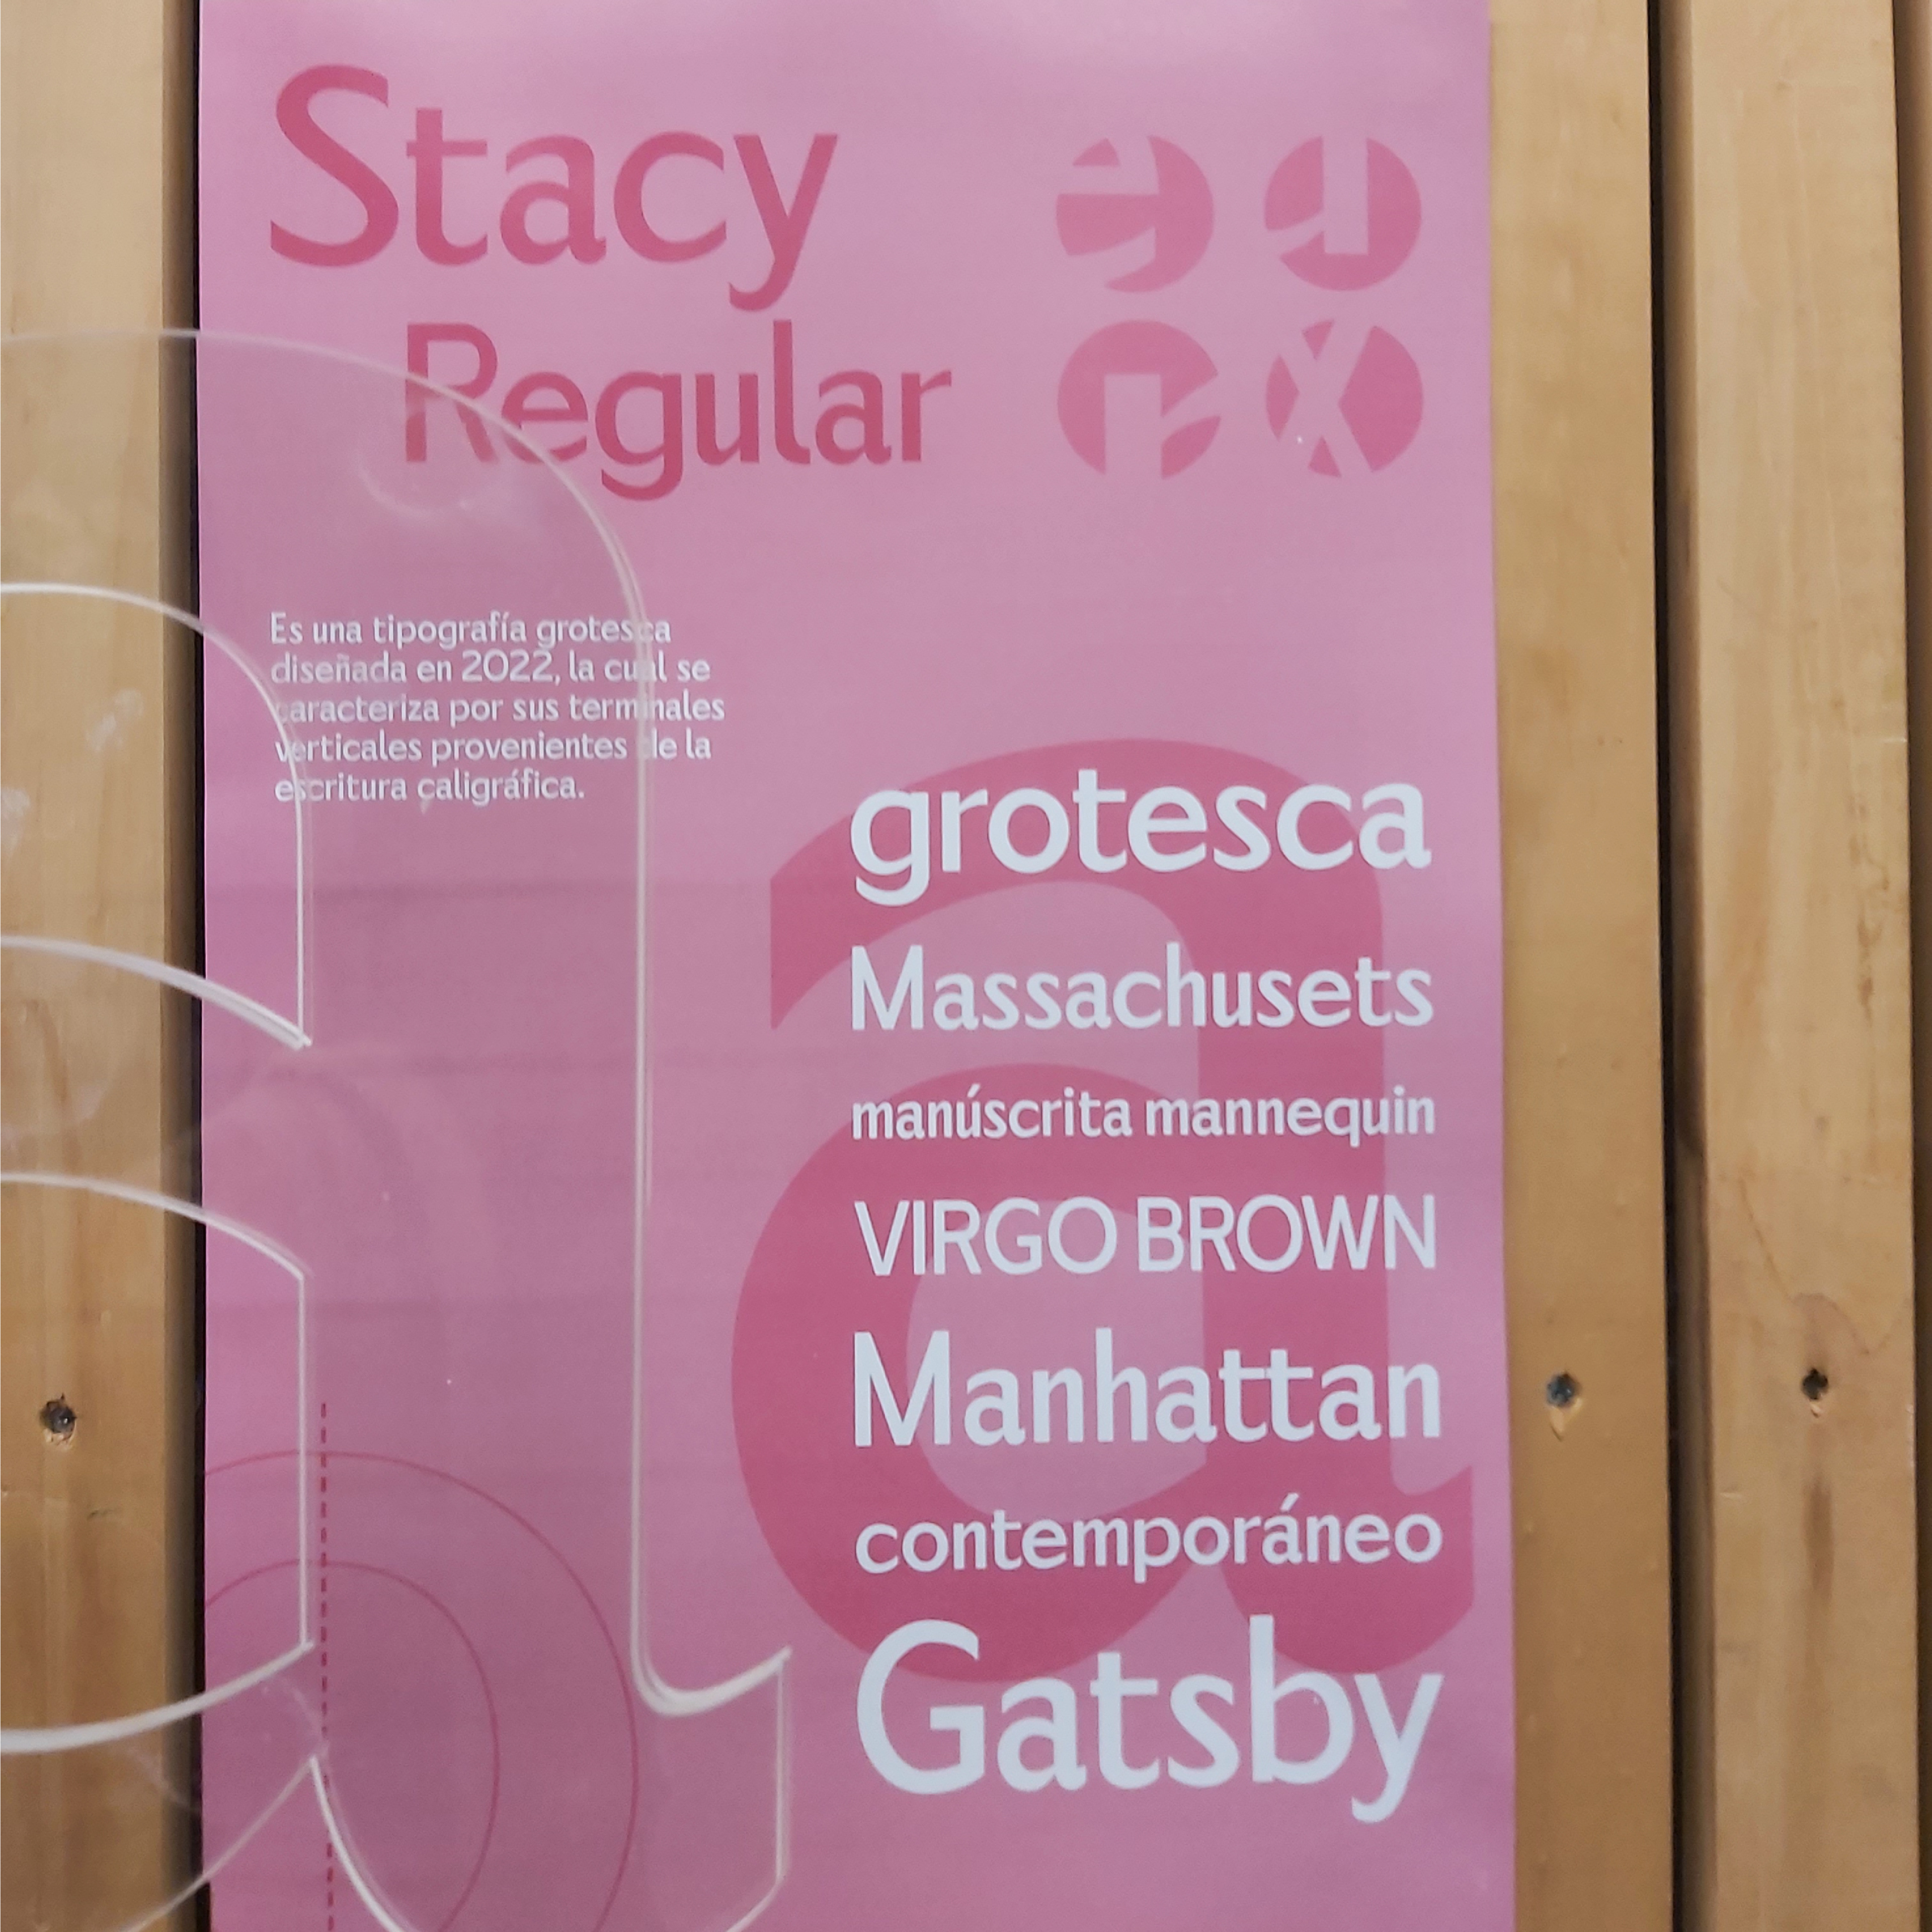 Stacy
Regular
Es una tipografía grotesca
diseñada en 2022, la cual se
caracteriza por sus terminales
verticales provenientes de la
escritura caligráfica.
grotesca
Massachusets
manúscrita mannequin
VIRGO BROWN
Manhattan
contemporáneo
Gatsby
a